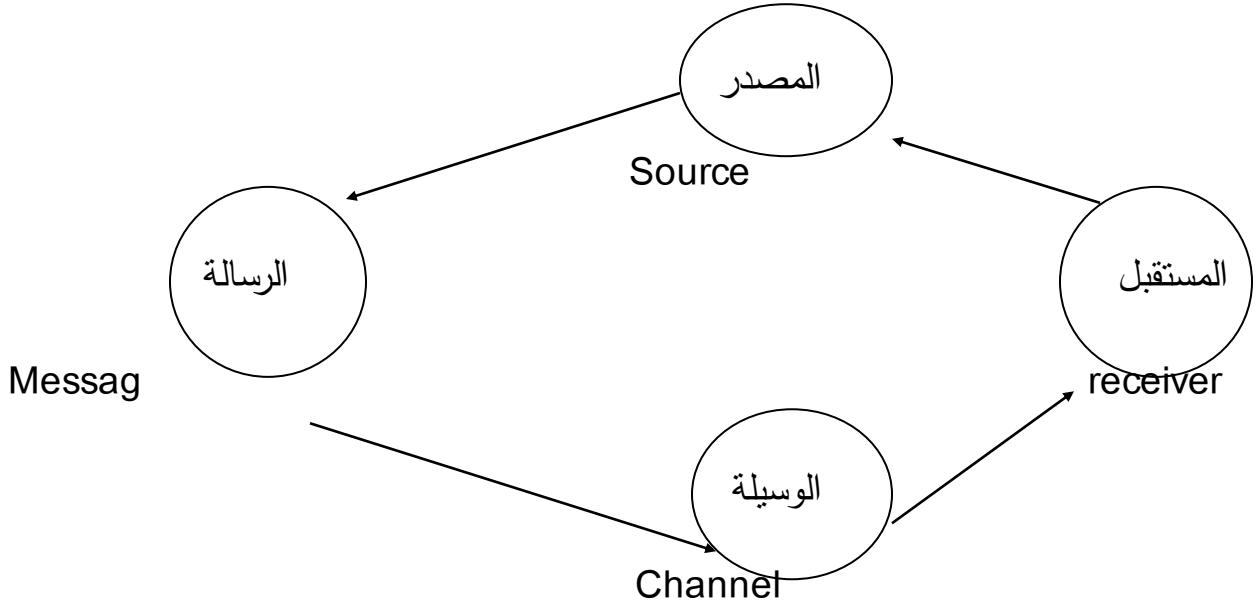 المصدر
Source
الرسالة
Messag
المستقبل
receiver
الوسيلة
Channel